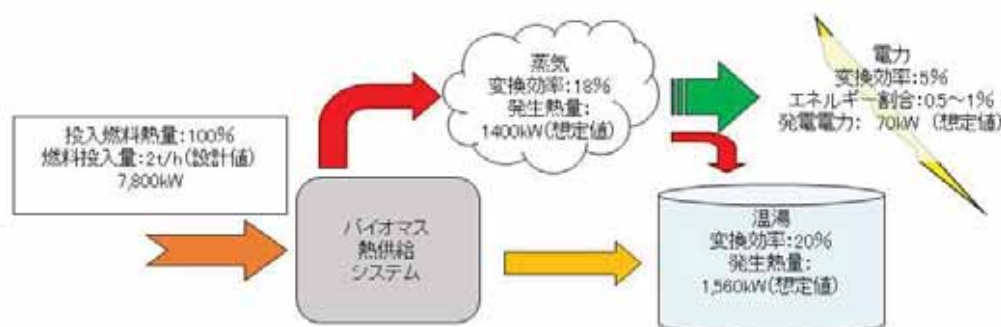 投入燃料熱量:100%
燃料投入量:2t/h(設計値)
7,800kW
バイオマス
熱供給
システム
蒸気
変換効率:18%
発生熱量:
1400kW(想定値)
電力
変換効率:5%
エネルギー割合:0.5～1%
発電電力: 70kW (想定値)
温湯
変換効率:20%
発生熱量:
1,560kW(想定値)